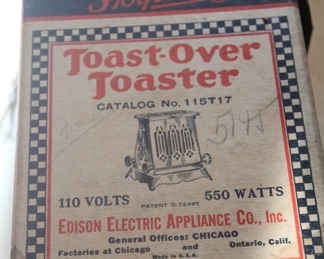 Toast-Over
Toaster
CATALOG No. 115T17
5145
110 VOLTS
PATENT D-72495
550 WATTS
EDISON ELECTRIC APPLIANCE Co., Inc.
General Offices: CHICAGO
Factories at Chicago and Ontario, Calif.
Made in U.S.A.